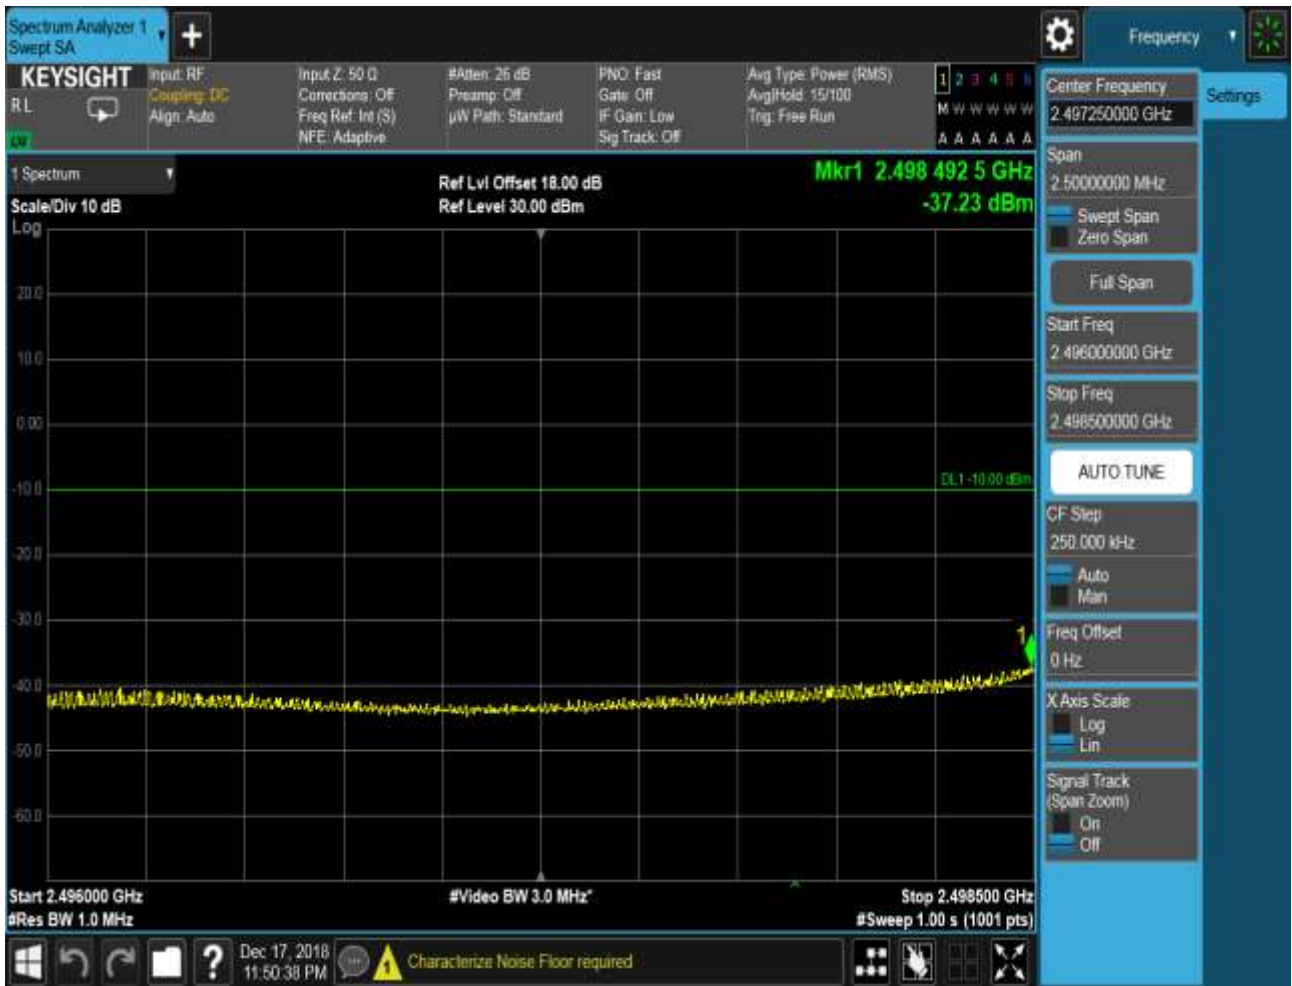 Spectrum Analyzer 1
Swept SA
+
Frequency
KEYSIGHT
RL
Input: RF
Coupling: DC
Align: Auto
Input Z: 50 Ω
Corrections: Off
Freq Ref: Int (S)
NFE: Adaptive
#Atten: 26 dB
Preamp: Off
µW Path: Standard
PNO: Fast
Gate: Off
IF Gain: Low
Sig Track: Off
Avg Type: Power (RMS)
Avg|Hold: 15/100
Trig: Free Run
1 2 3 4 5 6
M W W W W W
A A A A A A
1 Spectrum
Scale/Div 10 dB
Log
Ref Lvl Offset 18.00 dB
Ref Level 30.00 dBm
Mkr1 2.498 492 5 GHz
-37.23 dBm
20.0
10.0
0.00
-10.0
-20.0
-30.0
-40.0
-50.0
-60.0
DL1 -10.00 dBm
1
Start 2.496000 GHz
#Res BW 1.0 MHz
#Video BW 3.0 MHz*
Stop 2.498500 GHz
#Sweep 1.00 s (1001 pts)
Center Frequency
2.497250000 GHz
Settings
Span
2.50000000 MHz
Swept Span
Zero Span
Full Span
Start Freq
2.496000000 GHz
Stop Freq
2.498500000 GHz
AUTO TUNE
CF Step
250.000 kHz
Auto
Man
Freq Offset
0 Hz
X Axis Scale
Log
Lin
Signal Track
(Span Zoom)
On
Off
?
Dec 17, 2018
11:50:38 PM
1
Characterize Noise Floor required